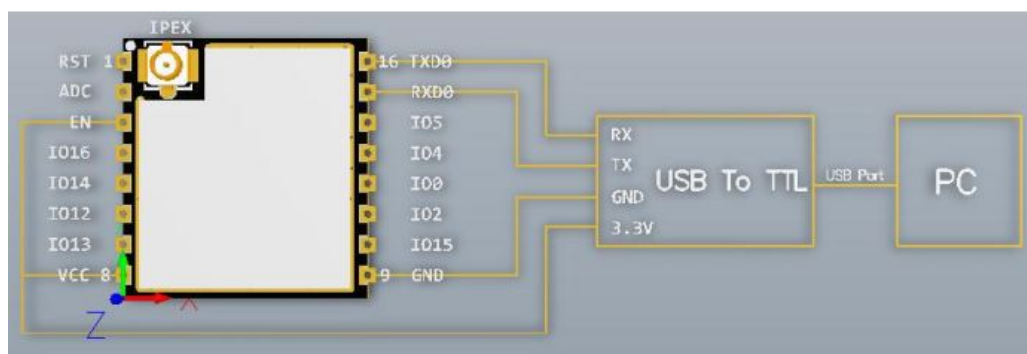 IPEX
RST 1
ADC
EN
IO16
IO14
IO12
IO13
VCC 8
16 TXD0
RXD0
IO5
IO4
IO0
IO2
IO15
9 GND
RX
TX
GND
3.3V
USB To TTL
USB Port
PC
Z
X